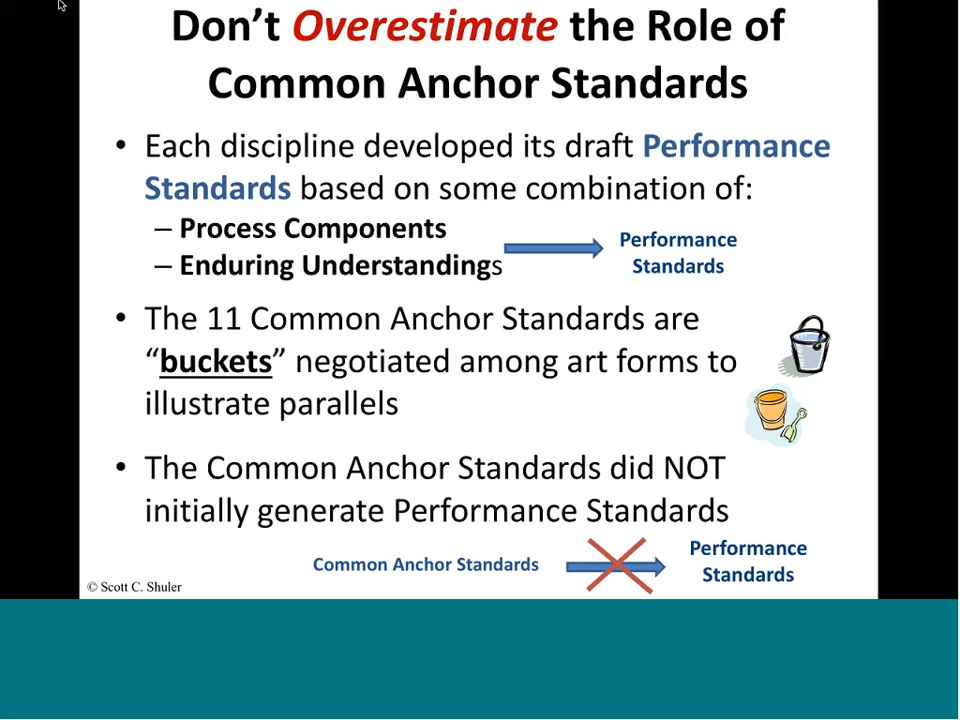 Don’t Overestimate the Role of
Common Anchor Standards
• Each discipline developed its draft Performance
Standards based on some combination of:
– Process Components
– Enduring Understandings
Performance
Standards
• The 11 Common Anchor Standards are
“buckets” negotiated among art forms to
illustrate parallels
• The Common Anchor Standards did NOT
initially generate Performance Standards
Common Anchor Standards
Performance
Standards
© Scott C. Shuler